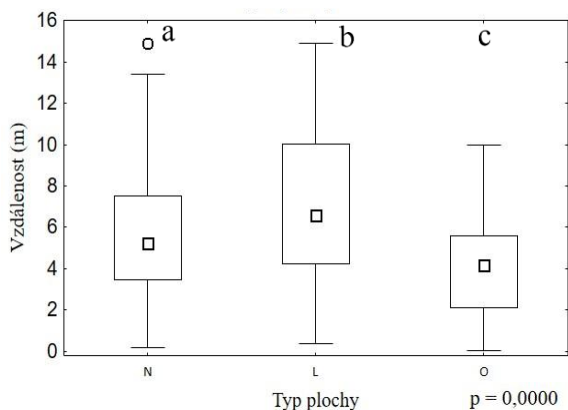 16
14
12
10
8
6
4
2
0
Vzdálenost (m)
a b c
N L O
Typ plochy p = 0,0000